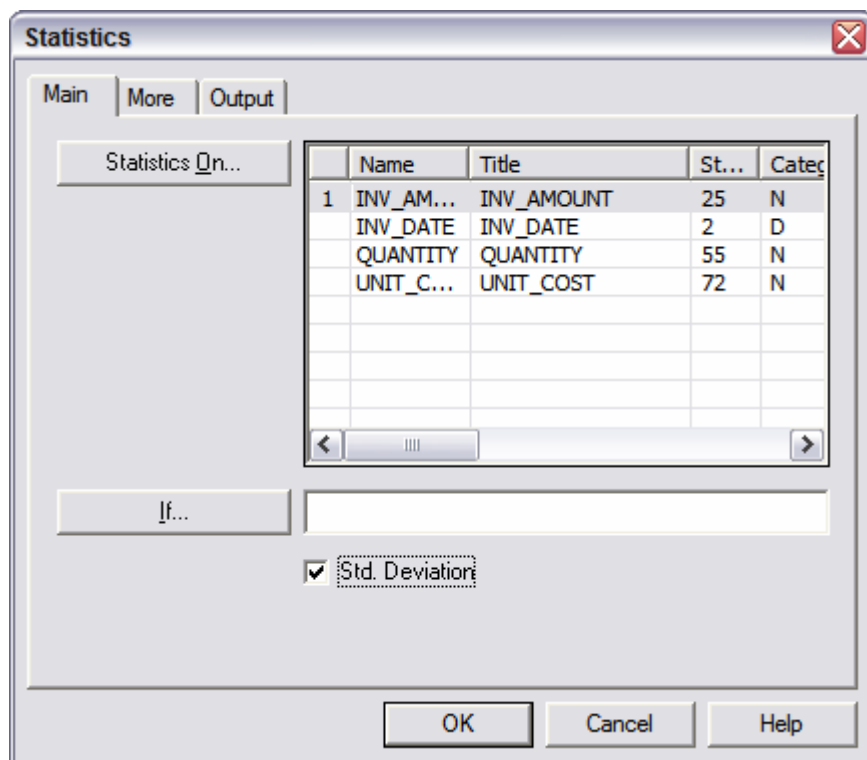 Statistics
Main More Output
Statistics On...
Name Title St... Categ
1 INV_AM... INV_AMOUNT 25 N
INV_DATE INV_DATE 2 D
QUANTITY QUANTITY 55 N
UNIT_C... UNIT_COST 72 N
If...
Std. Deviation
OK Cancel Help